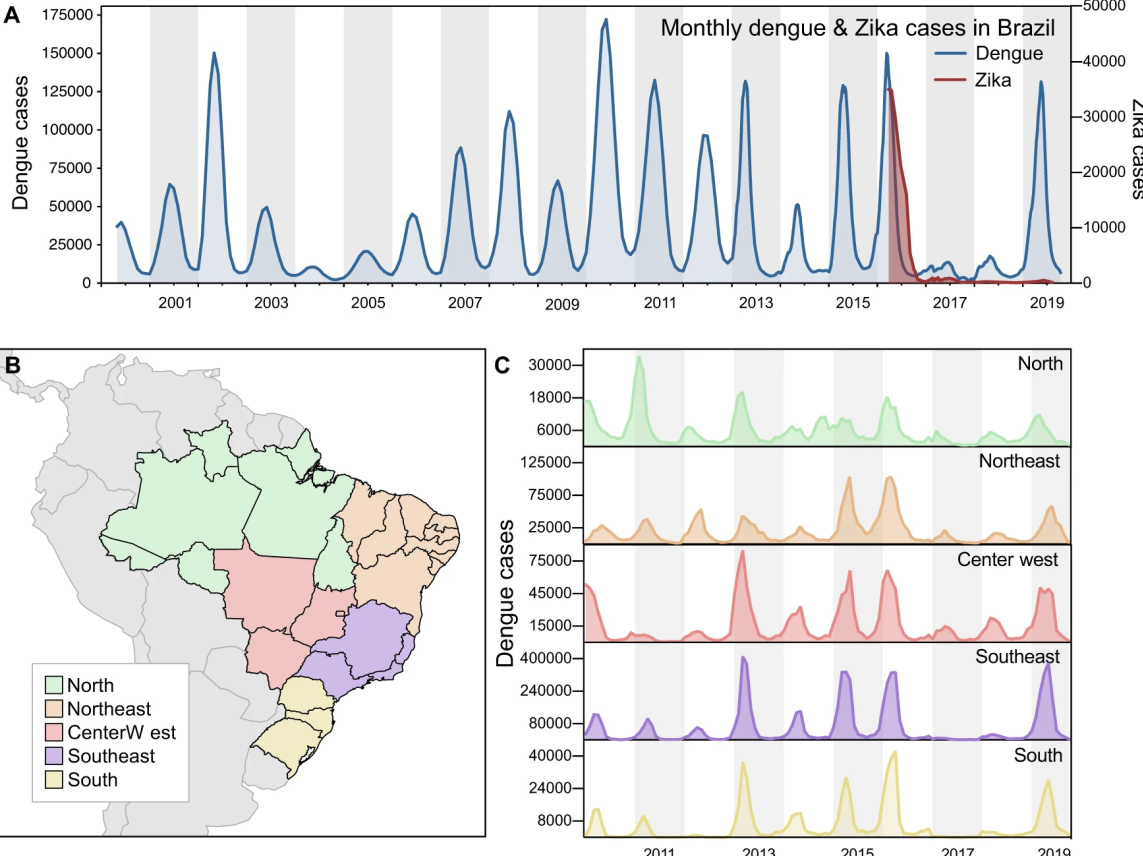 A
Monthly dengue & Zika cases in Brazil
Dengue
Zika
Dengue cases
175000
150000
125000
100000
75000
50000
25000
0
50000
40000
30000
20000
10000
0
Zika cases
2001 2003 2005 2007 2009 2011 2013 2015 2017 2019
B
North
Northeast
CenterW est
Southeast
South
C
Dengue cases
North
30000
18000
6000
Northeast
125000
75000
25000
Center west
75000
45000
15000
Southeast
400000
240000
80000
South
40000
24000
8000
2011 2013 2015 2017 2019